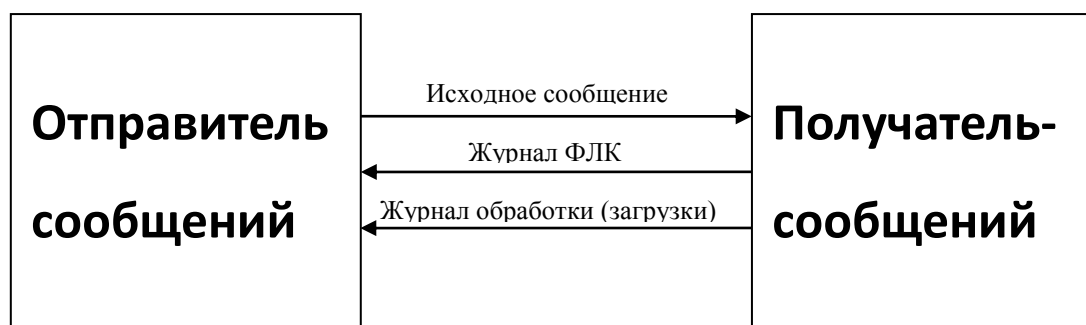 Отправитель
сообщений
Исходное сообщение
Журнал ФЛК
Журнал обработки (загрузки)
Получатель-
сообщений